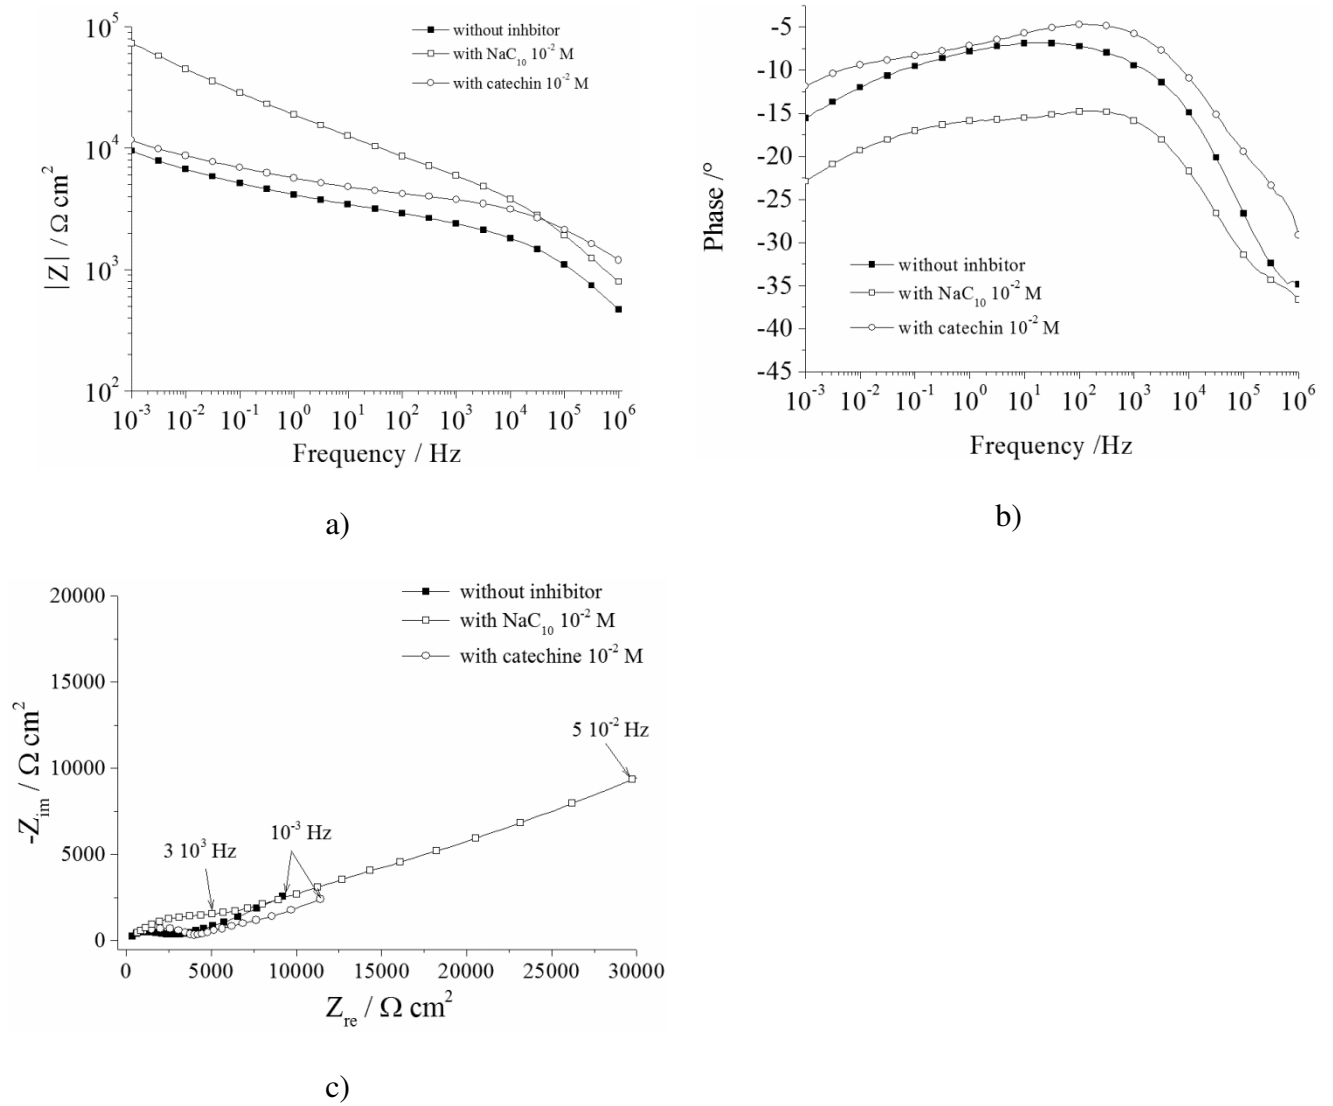 10^5
10^4
10^3
10^2
|Z| / Ω cm^2
without inhbitor
with NaC_10 10^-2 M
with catechin 10^-2 M
10^-3 10^-2 10^-1 10^0 10^1 10^2 10^3 10^4 10^5 10^6
Frequency / Hz
a)
-5
-10
-15
-20
-25
-30
-35
-40
-45
Phase /°
without inhbitor
with NaC_10 10^-2 M
with catechin 10^-2 M
10^-3 10^-2 10^-1 10^0 10^1 10^2 10^3 10^4 10^5 10^6
Frequency /Hz
b)
20000
15000
10000
5000
0
-Z_im / Ω cm^2
without inhibitor
with NaC_10 10^-2 M
with catechine 10^-2 M
5 10^-2 Hz
10^-3 Hz
3 10^3 Hz
0 5000 10000 15000 20000 25000 30000
Z_re / Ω cm^2
c)